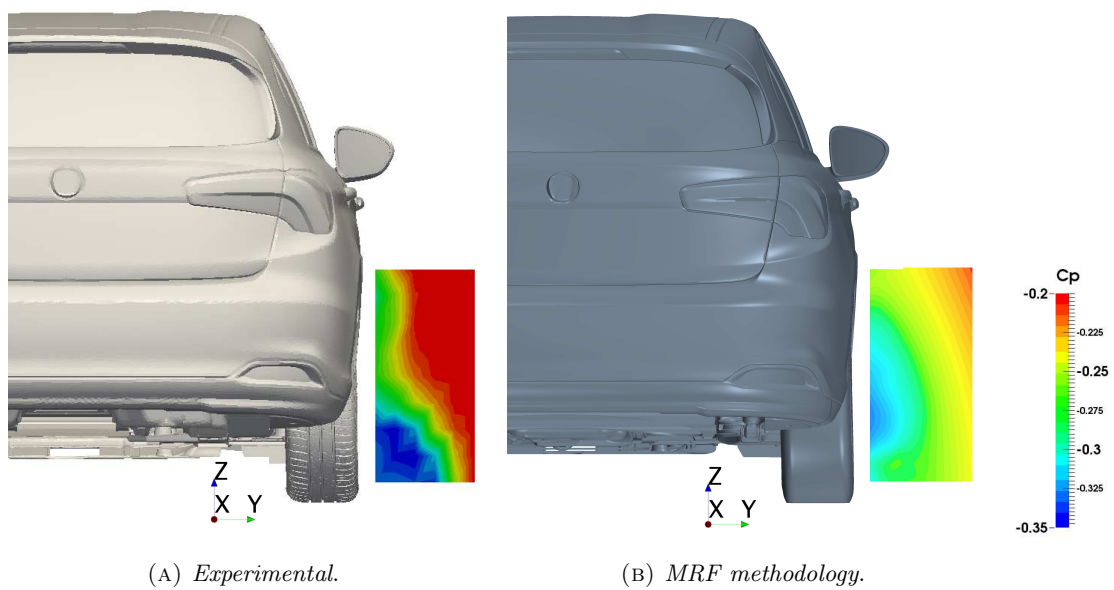 Cp
-0.2
-0.225
-0.25
-0.275
-0.3
-0.325
-0.35
Z
X Y
Z
X Y
(A) Experimental.
(B) MRF methodology.